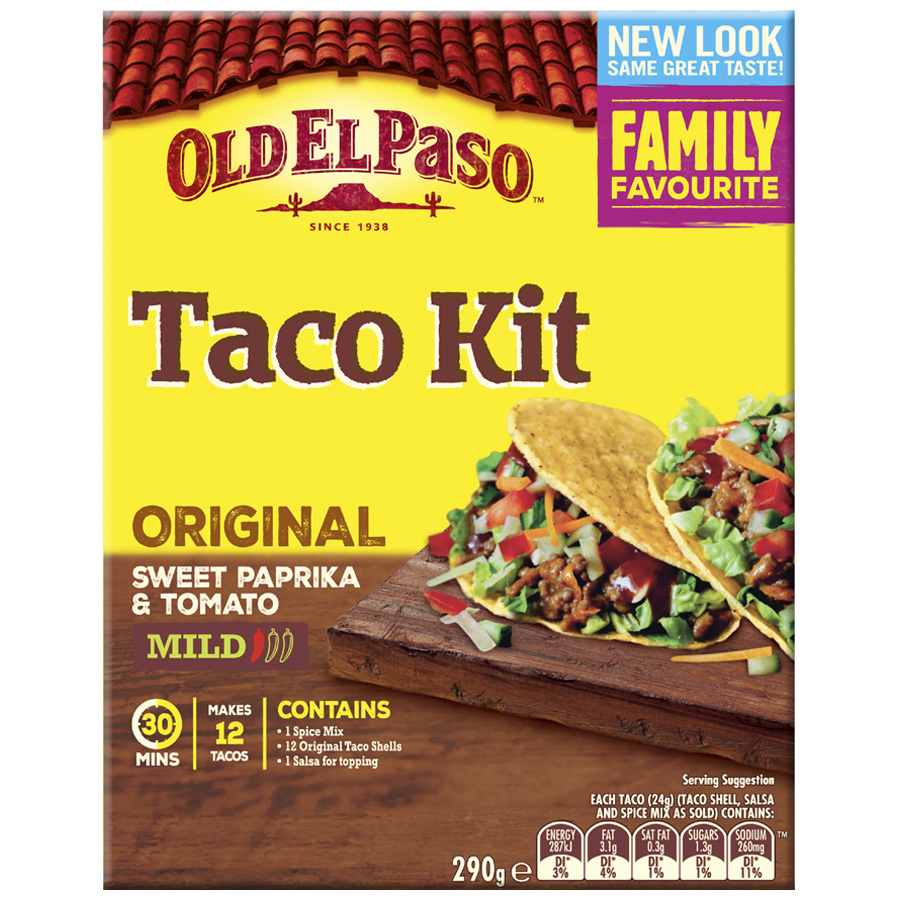 NEW LOOK
SAME GREAT TASTE!
FAMILY
FAVOURITE
OLD EL PASO™
SINCE 1938
Taco Kit
ORIGINAL
SWEET PAPRIKA
& TOMATO
MILD
30
MINS
MAKES
12
TACOS
CONTAINS
• 1 Spice Mix
• 12 Original Taco Shells
• 1 Salsa for topping
Serving Suggestion
EACH TACO (24g) (TACO SHELL, SALSA
AND SPICE MIX AS SOLD) CONTAINS:
ENERGY 287kJ DI* 3%
FAT 3.1g DI* 4%
SAT FAT 0.3g DI* 1%
SUGARS 1.3g DI* 1%
SODIUM 260mg DI* 11%
™
290g e